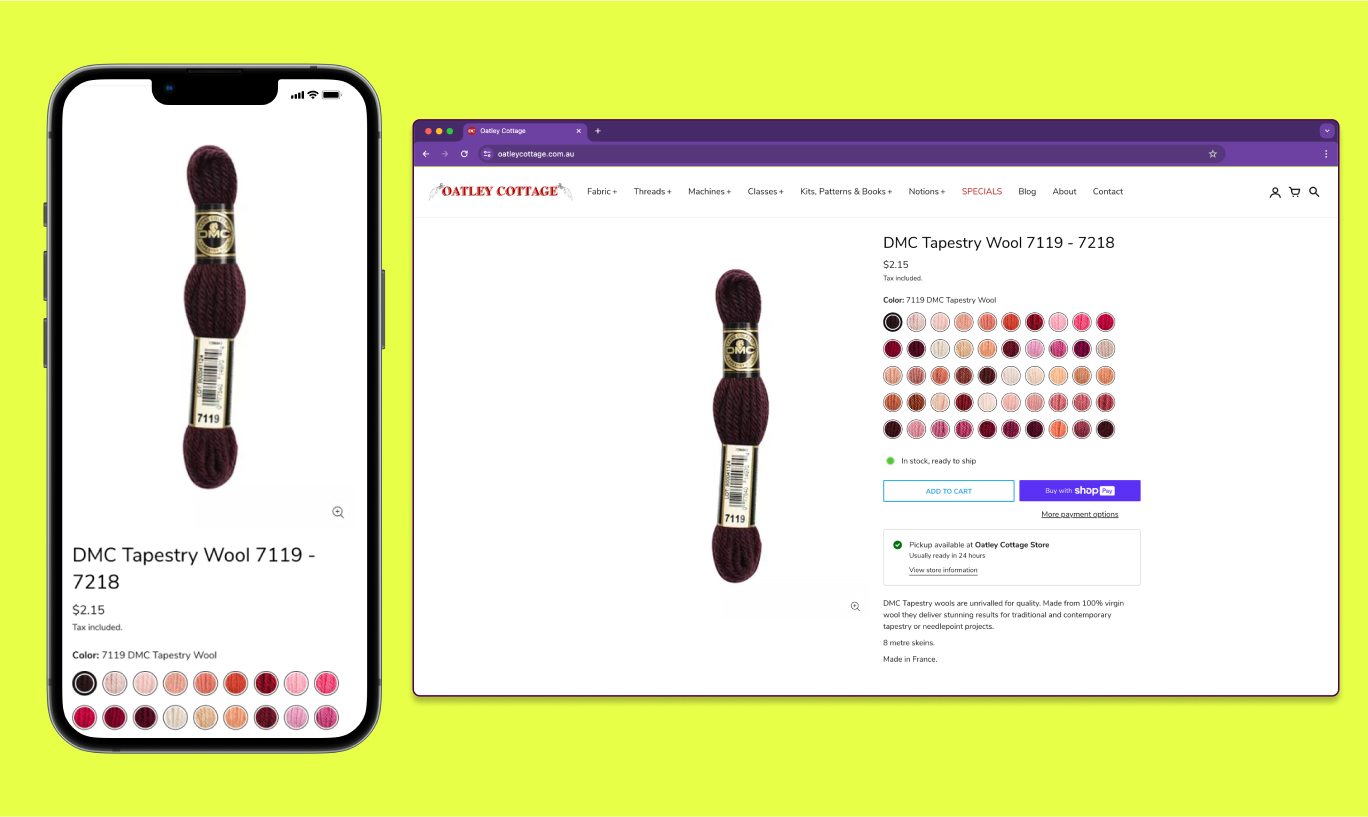 DMC
7119
DMC Tapestry Wool 7119 -
7218
$2.15
Tax included.
Color: 7119 DMC Tapestry Wool
OC Oatley Cottage
oatleycottage.com.au
OATLEY COTTAGE
Fabric + Threads + Machines + Classes + Kits, Patterns & Books + Notions + SPECIALS Blog About Contact
DMC
7119
DMC Tapestry Wool 7119 - 7218
$2.15
Tax included.
Color: 7119 DMC Tapestry Wool
In stock, ready to ship
ADD TO CART
Buy with shop Pay
More payment options
Pickup available at Oatley Cottage Store
Usually ready in 24 hours
View store information
DMC Tapestry wools are unrivalled for quality. Made from 100% virgin
wool they deliver stunning results for traditional and contemporary
tapestry or needlepoint projects.
8 metre skeins.
Made in France.